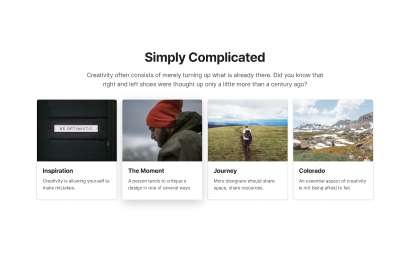 Simply Complicated
Creativity often consists of merely turning up what is already there. Did you know that
right and left shoes were thought up only a little more than a century ago?
BE OPTIMISTIC
Inspiration
Creativity is allowing yourself to
make mistakes.
The Moment
A person tends to critique a
design in one of several ways.
Journey
More designers should share
space, share resources.
Colorado
An essential aspect of creativity
is not being afraid to fail.